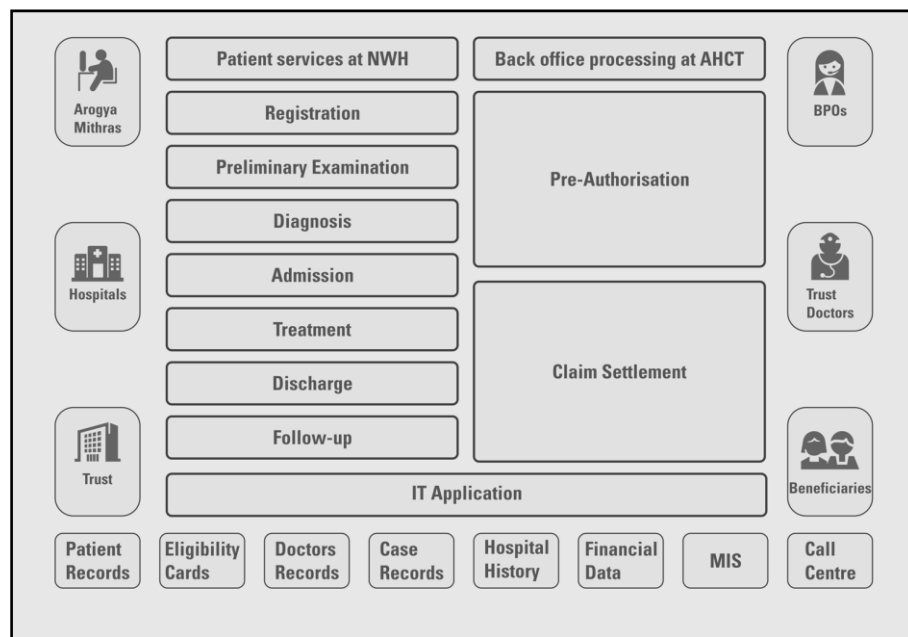 Arogya
Mithras
Hospitals
Trust
Patient services at NWH
Registration
Preliminary Examination
Diagnosis
Admission
Treatment
Discharge
Follow-up
Back office processing at AHCT
Pre-Authorisation
Claim Settlement
IT Application
BPOs
Trust
Doctors
Beneficiaries
Patient
Records
Eligibility
Cards
Doctors
Records
Case
Records
Hospital
History
Financial
Data
MIS
Call
Centre